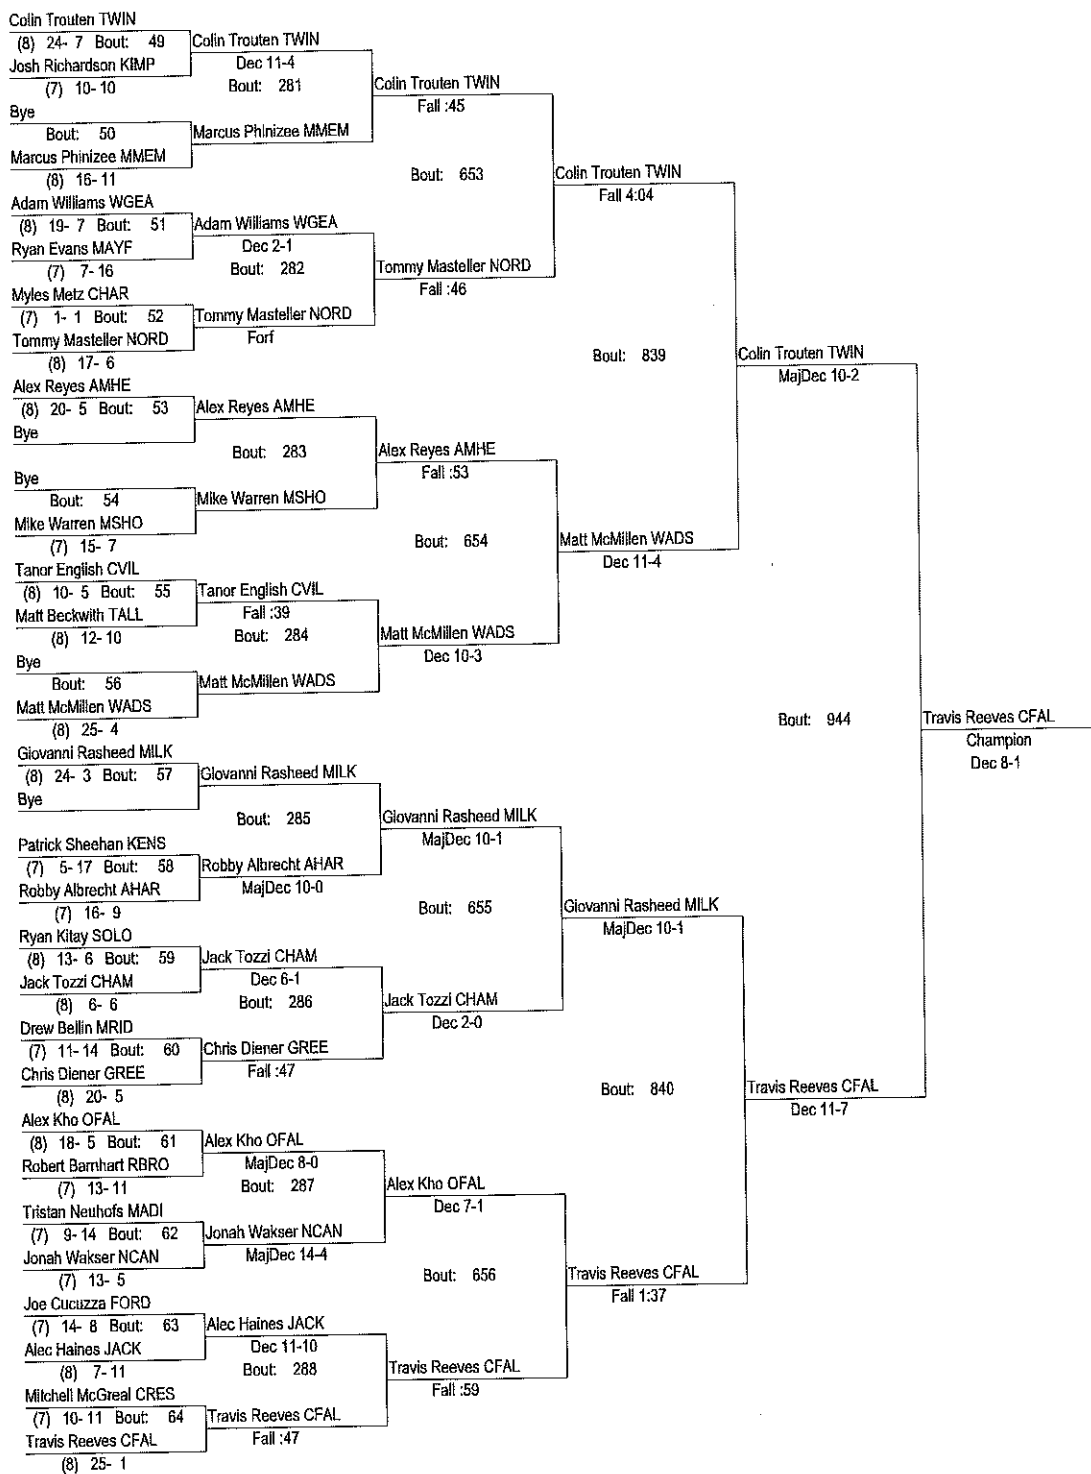 Colin Trouten TWIN
(8) 24- 7 Bout: 49
Josh Richardson KIMP
(7) 10- 10
Bye
Bout: 50
Marcus Phinizee MMEM
(8) 16- 11
Adam Williams WGEA
(8) 19- 7 Bout: 51
Ryan Evans MAYF
(7) 7- 16
Myles Metz CHAR
(7) 1- 1 Bout: 52
Tommy Masteller NORD
(8) 17- 6
Alex Reyes AMHE
(8) 20- 5 Bout: 53
Bye
Bye
Bout: 54
Mike Warren MSHO
(7) 15- 7
Tanor English CVIL
(8) 10- 5 Bout: 55
Matt Beckwith TALL
(8) 12- 10
Bye
Bout: 56
Matt McMillen WADS
(8) 25- 4
Giovanni Rasheed MILK
(8) 24- 3 Bout: 57
Bye
Patrick Sheehan KENS
(7) 5- 17 Bout: 58
Robby Albrecht AHAR
(7) 16- 9
Ryan Kitay SOLO
(8) 13- 6 Bout: 59
Jack Tozzi CHAM
(8) 6- 6
Drew Bellin MRID
(7) 11- 14 Bout: 60
Chris Diener GREE
(8) 20- 5
Alex Kho OFAL
(8) 18- 5 Bout: 61
Robert Barnhart RBRO
(7) 13- 11
Tristan Neuhofs MADI
(7) 9- 14 Bout: 62
Jonah Wakser NCAN
(7) 13- 5
Joe Cucuzza FORD
(7) 14- 8 Bout: 63
Alec Haines JACK
(8) 7- 11
Mitchell McGreal CRES
(7) 10- 11 Bout: 64
Travis Reeves CFAL
(8) 25- 1
Colin Trouten TWIN
Dec 11-4
Bout: 281
Marcus Phinizee MMEM
Adam Williams WGEA
Dec 2-1
Bout: 282
Tommy Masteller NORD
Forf
Alex Reyes AMHE
Bout: 283
Mike Warren MSHO
Tanor English CVIL
Fall :39
Bout: 284
Matt McMillen WADS
Giovanni Rasheed MILK
Bout: 285
Robby Albrecht AHAR
MajDec 10-0
Jack Tozzi CHAM
Dec 6-1
Bout: 286
Chris Diener GREE
Fall :47
Alex Kho OFAL
MajDec 8-0
Bout: 287
Jonah Wakser NCAN
MajDec 14-4
Alec Haines JACK
Dec 11-10
Bout: 288
Travis Reeves CFAL
Fall :47
Colin Trouten TWIN
Fall :45
Bout: 653
Tommy Masteller NORD
Fall :46
Alex Reyes AMHE
Fall :53
Bout: 654
Matt McMillen WADS
Dec 10-3
Giovanni Rasheed MILK
MajDec 10-1
Bout: 655
Jack Tozzi CHAM
Dec 2-0
Alex Kho OFAL
Dec 7-1
Bout: 656
Travis Reeves CFAL
Fall :59
Colin Trouten TWIN
Fall 4:04
Bout: 839
Matt McMillen WADS
Dec 11-4
Giovanni Rasheed MILK
MajDec 10-1
Bout: 840
Travis Reeves CFAL
Fall 1:37
Colin Trouten TWIN
MajDec 10-2
Bout: 944
Travis Reeves CFAL
Dec 11-7
Travis Reeves CFAL
Champion
Dec 8-1